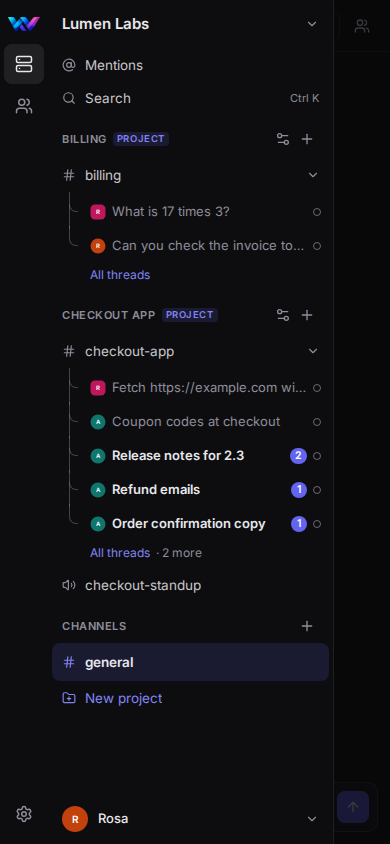 Lumen Labs
Mentions
Search Ctrl K
BILLING PROJECT
# billing
R What is 17 times 3?
R Can you check the invoice to...
All threads
CHECKOUT APP PROJECT
# checkout-app
R Fetch https://example.com wi...
A Coupon codes at checkout
A Release notes for 2.3 2
A Refund emails 1
A Order confirmation copy 1
All threads · 2 more
checkout-standup
CHANNELS
# general
New project
R Rosa